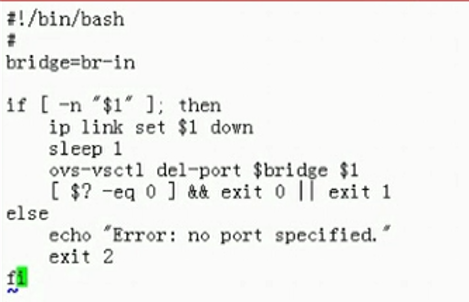 #!/bin/bash
#
bridge=br-in
if [ -n "$1" ]; then
ip link set $1 down
sleep 1
ovs-vsctl del-port $bridge $1
[ $? -eq 0 ] && exit 0 || exit 1
else
echo "Error: no port specified."
exit 2
fi
~